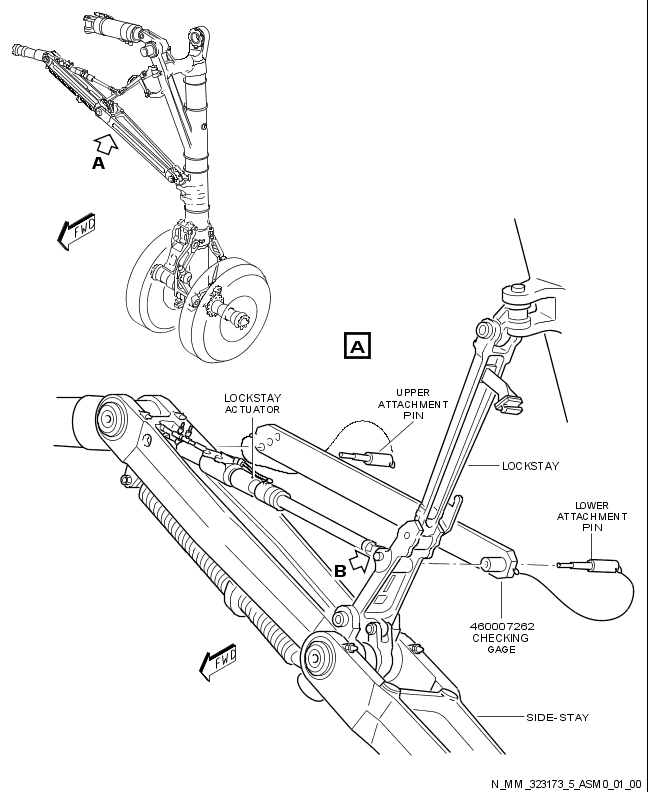 A
FWD
A
LOCKSTAY
ACTUATOR
UPPER
ATTACHMENT
PIN
LOCKSTAY
LOWER
ATTACHMENT
PIN
B
460007262
CHECKING
GAGE
FWD
SIDE-STAY
N_MM_323173_5_ASM0_01_00